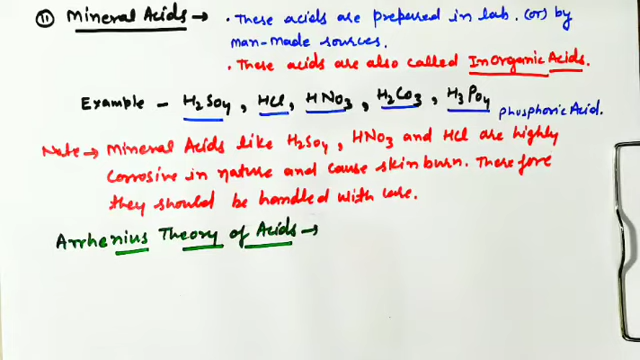 (ii) Mineral Acids → • These acids are prepared in lab. (or) by
man-made sources.
• These acids are also called InOrganic Acids.
Example – H2SO4, HCl, HNO3, H2CO3, H3PO4
phosphoric Acid.
Note → Mineral Acids like H2SO4, HNO3 and HCl are highly
corrosive in nature and cause skin burn. Therefore
they should be handled with care.
Arrhenius Theory of Acids →